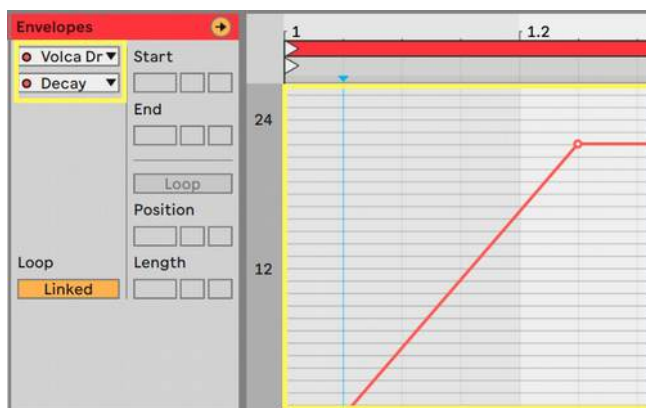 Envelopes
Volca Dr
Decay
Start
End
Loop
Position
Loop
Length
Linked
1
1.2
24
12